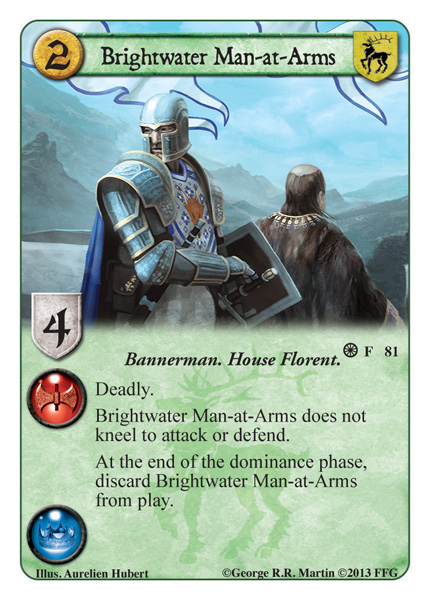 2 Brightwater Man-at-Arms
4
Bannerman. House Florent. F 81
Deadly.
Brightwater Man-at-Arms does not
kneel to attack or defend.
At the end of the dominance phase,
discard Brightwater Man-at-Arms
from play.
Illus. Aurelien Hubert ©George R.R. Martin ©2013 FFG